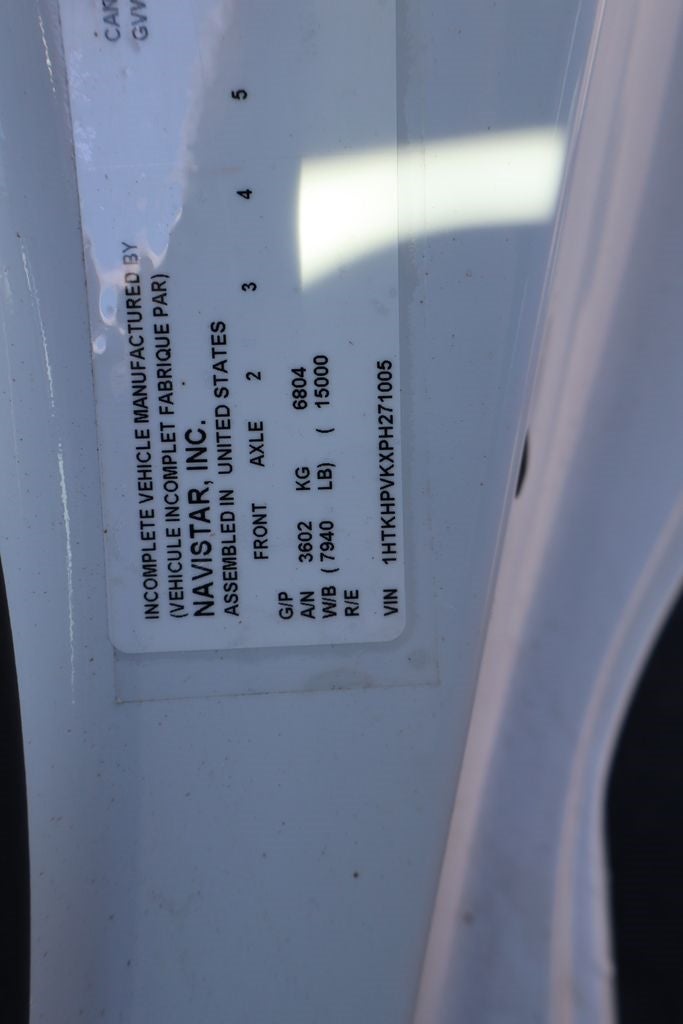 CAR
GVW
INCOMPLETE VEHICLE MANUFACTURED BY
(VEHICULE INCOMPLET FABRIQUE PAR)
NAVISTAR, INC.
ASSEMBLED IN UNITED STATES
FRONT AXLE 2 3 4 5
G/P
A/N 3602 KG 6804
W/B ( 7940 LB) ( 15000
R/E
VIN 1HTKHPVKXPH271005